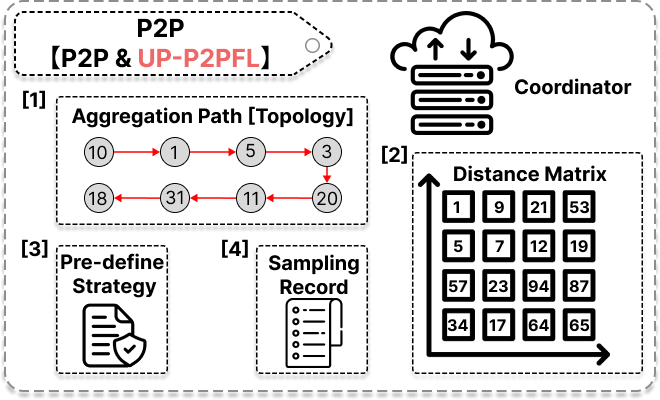 P2P
【P2P & UP-P2PFL】
Coordinator
[1]
Aggregation Path [Topology]
10 1 5 3
18 31 11 20
[2]
Distance Matrix
1 9 21 53
5 7 12 19
57 23 94 87
34 17 64 65
[3]
Pre-define
Strategy
[4]
Sampling
Record